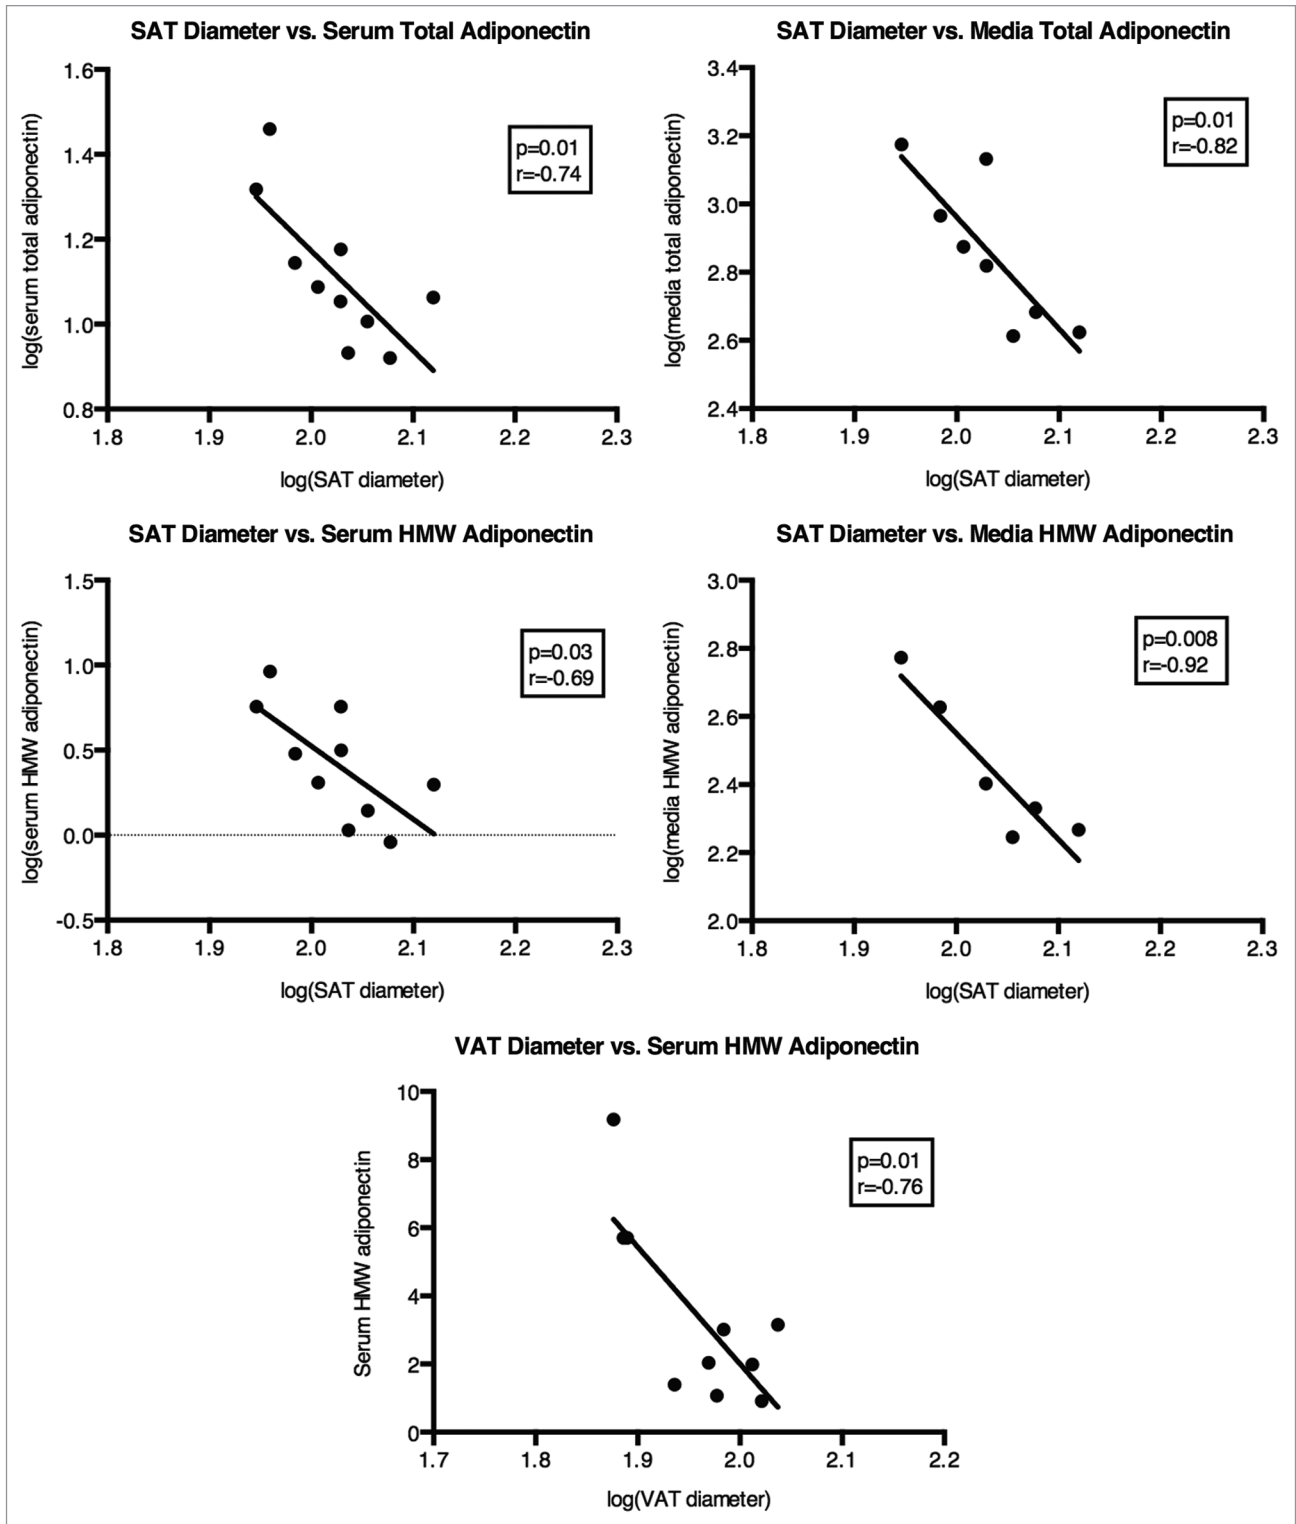 SAT Diameter vs. Serum Total Adiponectin
log(serum total adiponectin)
1.6
1.4
1.2
1.0
0.8
p=0.01
r=-0.74
1.8 1.9 2.0 2.1 2.2 2.3
log(SAT diameter)
SAT Diameter vs. Media Total Adiponectin
log(media total adiponectin)
3.4
3.2
3.0
2.8
2.6
2.4
p=0.01
r=-0.82
1.8 1.9 2.0 2.1 2.2 2.3
log(SAT diameter)
SAT Diameter vs. Serum HMW Adiponectin
log(serum HMW adiponectin)
1.5
1.0
0.5
0.0
-0.5
p=0.03
r=-0.69
1.8 1.9 2.0 2.1 2.2 2.3
log(SAT diameter)
SAT Diameter vs. Media HMW Adiponectin
log(media HMW adiponectin)
3.0
2.8
2.6
2.4
2.2
2.0
p=0.008
r=-0.92
1.8 1.9 2.0 2.1 2.2 2.3
log(SAT diameter)
VAT Diameter vs. Serum HMW Adiponectin
Serum HMW adiponectin
10
8
6
4
2
0
p=0.01
r=-0.76
1.7 1.8 1.9 2.0 2.1 2.2
log(VAT diameter)